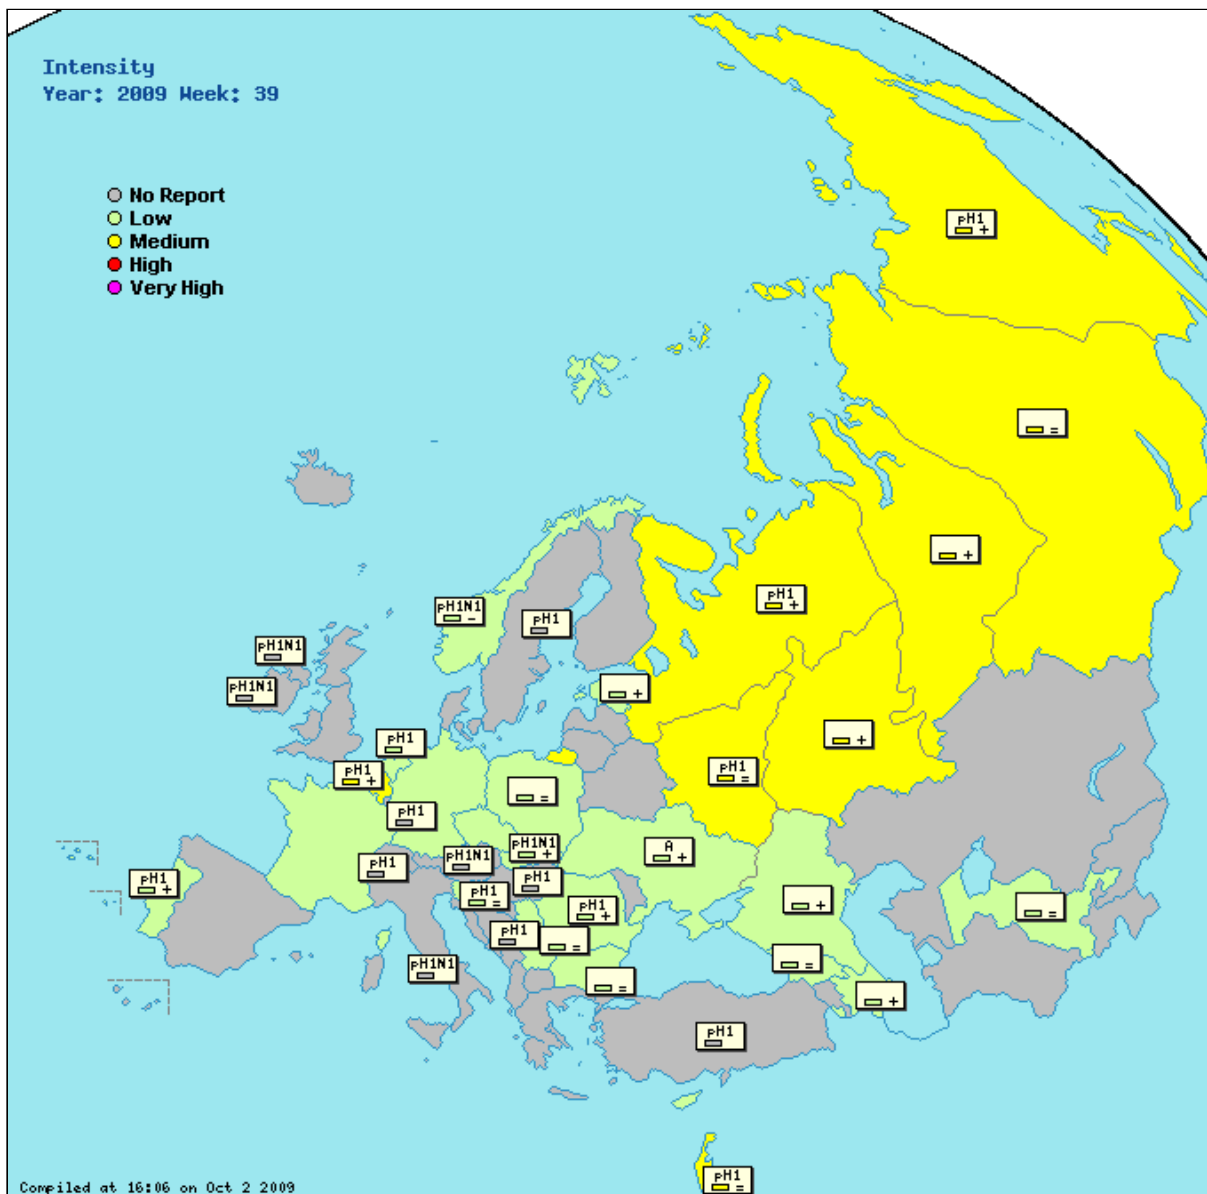 Intensity
Year: 2009 Week: 39
No Report
Low
Medium
High
Very High
pH1
+
=
+
pH1
+
pH1N1
-
pH1
pH1N1
pH1N1
+
+
pH1
pH1
+
pH1
=
=
pH1
A
+
pH1N1
+
pH1N1
pH1
pH1
+
pH1
pH1
=
+
=
pH1
+
pH1
=
=
pH1N1
=
+
pH1
pH1
=
Compiled at 16:06 on Oct 2 2009